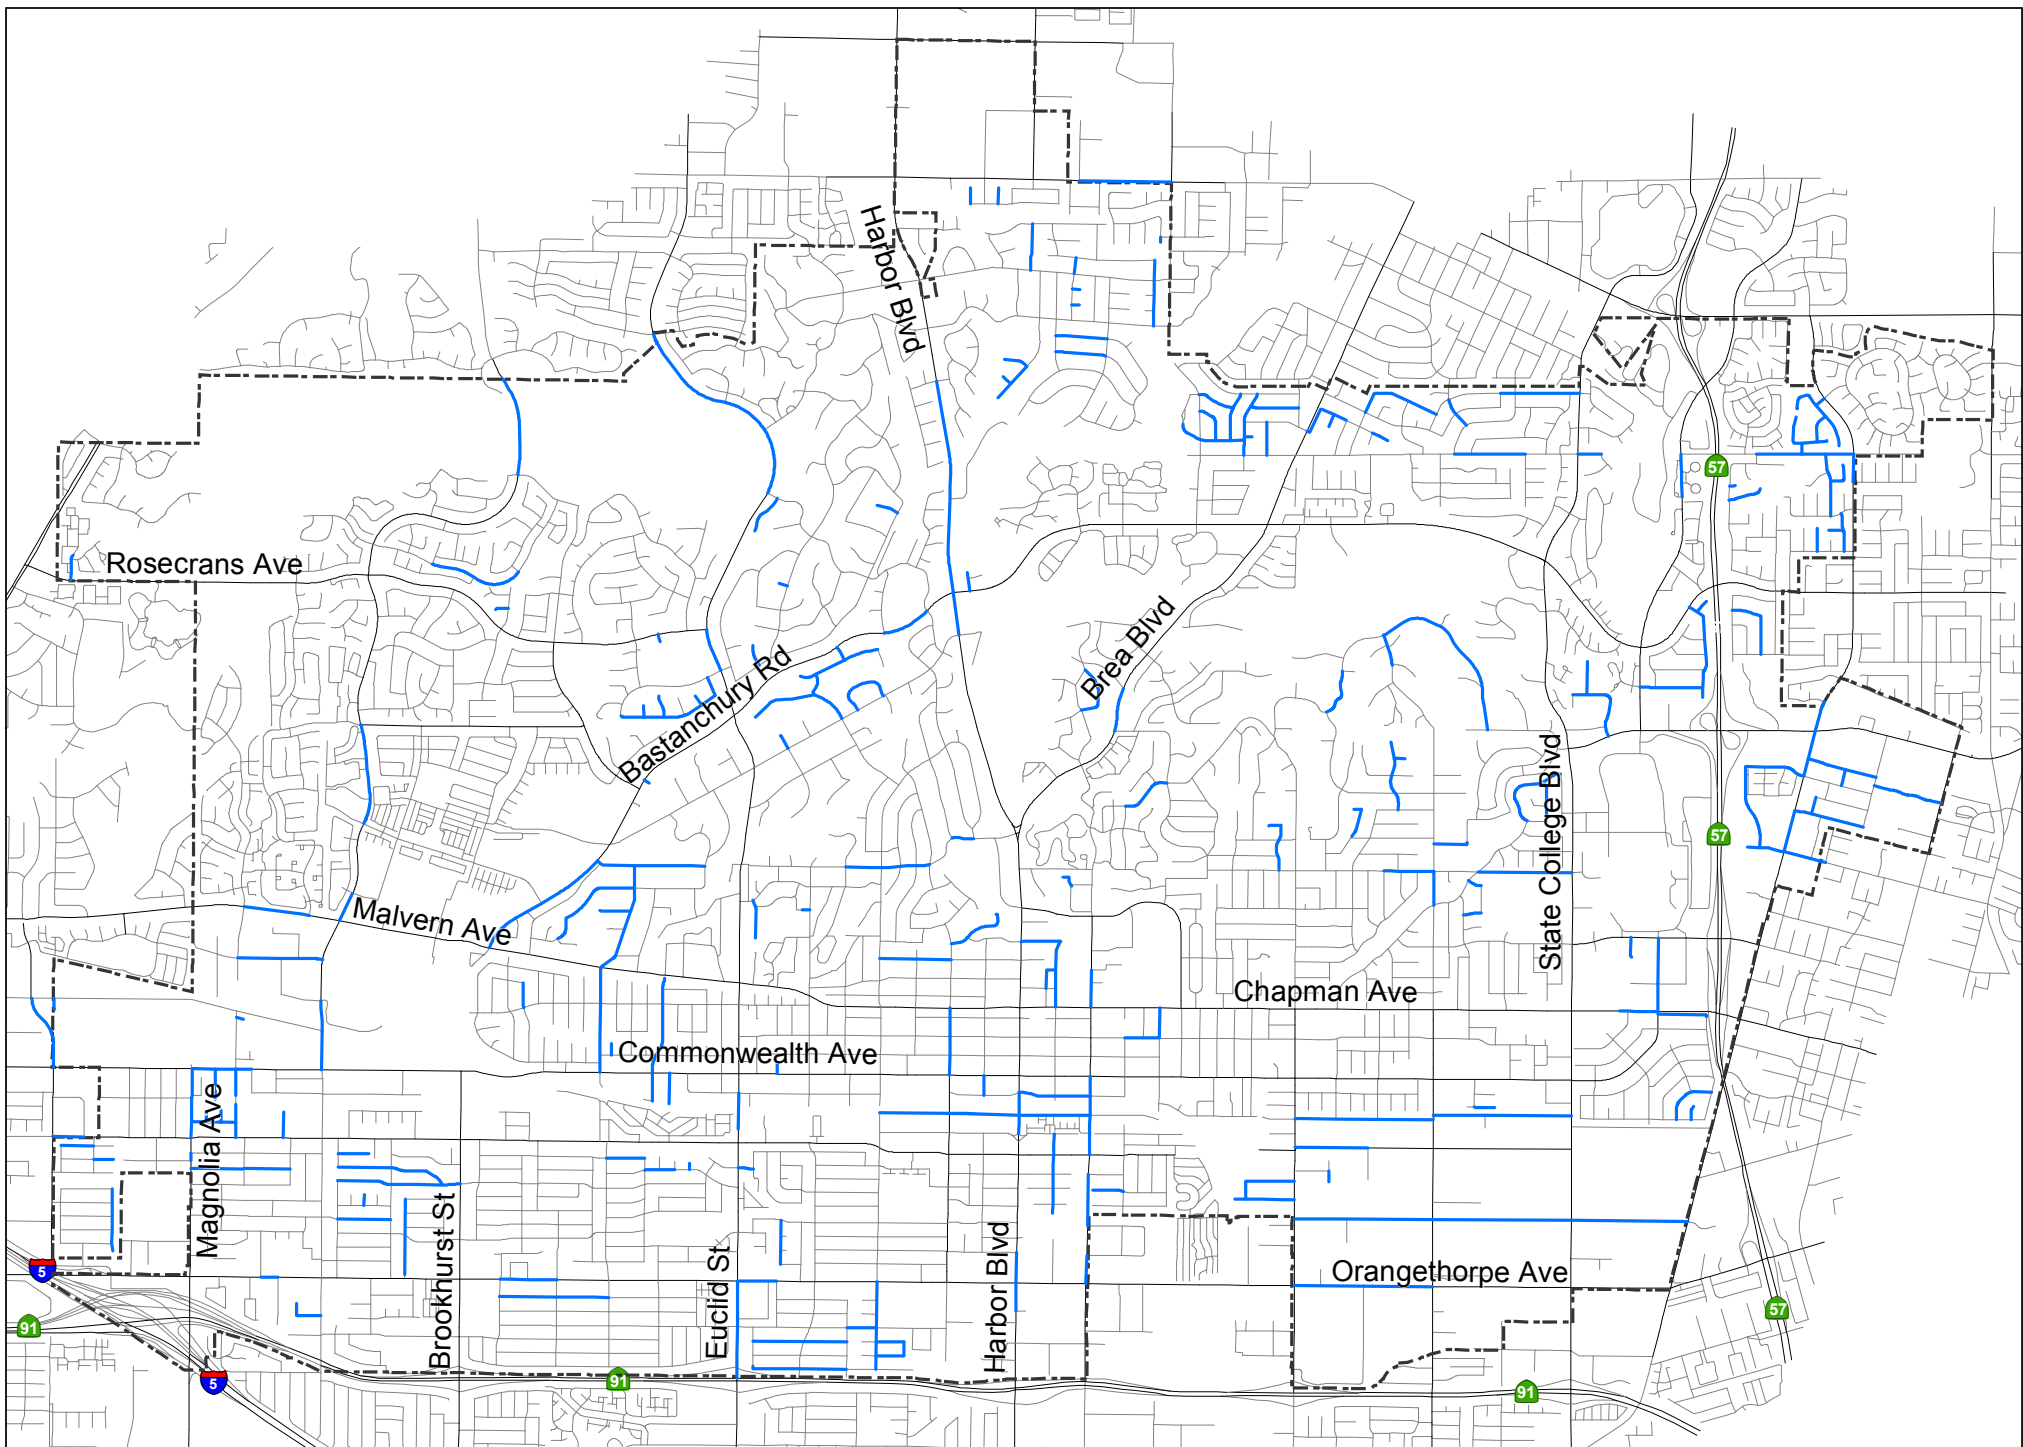 Harbor Blvd
57
Rosecrans Ave
Brea Blvd
Bastanchury Rd
State College Blvd
57
Malvern Ave
Chapman Ave
Commonwealth Ave
Magnolia Ave
Brookhurst St
Euclid St
Harbor Blvd
Orangethorpe Ave
5
91
57
5
91
91